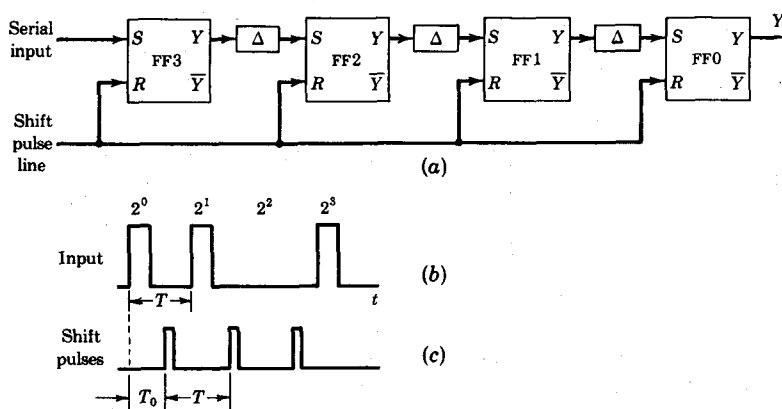 Serial input
S Y FF3 R Y̅
Δ
S Y FF2 R Y̅
Δ
S Y FF1 R Y̅
Δ
S Y FF0 R Y̅
Y
Shift pulse line
(a)
2⁰ 2¹ 2² 2³
Input
T
t
(b)
Shift pulses
(c)
T₀ T